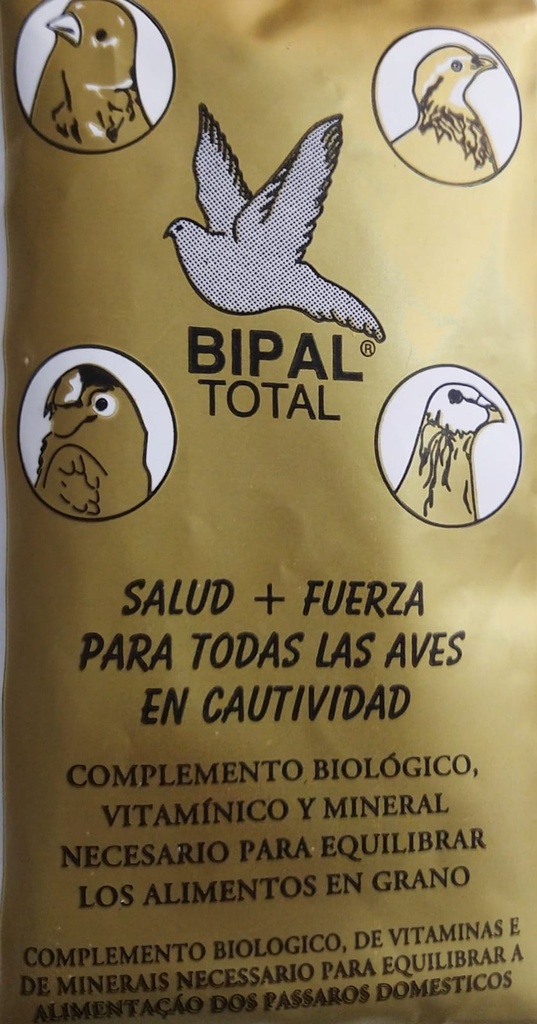 BIPAL®
TOTAL
SALUD + FUERZA
PARA TODAS LAS AVES
EN CAUTIVIDAD
COMPLEMENTO BIOLÓGICO,
VITAMÍNICO Y MINERAL
NECESARIO PARA EQUILIBRAR
LOS ALIMENTOS EN GRANO
COMPLEMENTO BIOLOGICO, DE VITAMINAS E
DE MINERAIS NECESSARIO PARA EQUILIBRAR A
ALIMENTAÇÁO DOS PASSAROS DOMESTICOS